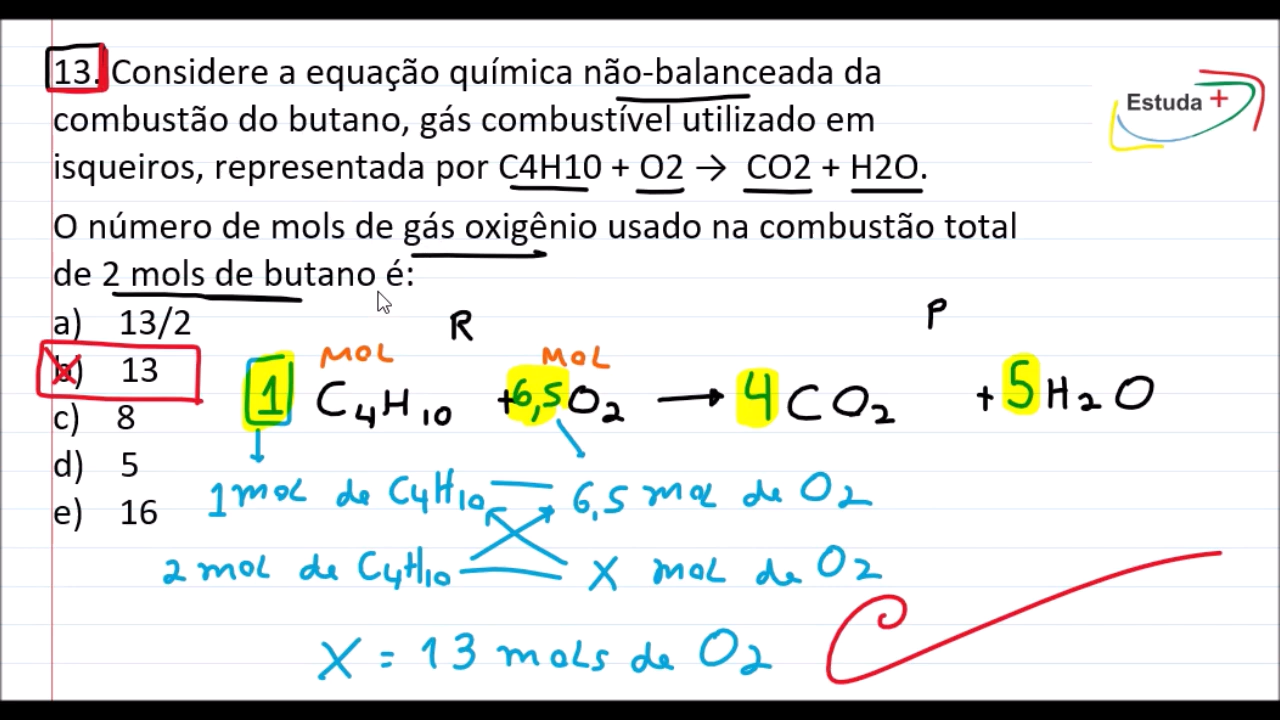 13. Considere a equação química não-balanceada da
combustão do butano, gás combustível utilizado em
isqueiros, representada por C4H10 + O2 → CO2 + H2O.
Estuda +
O número de mols de gás oxigênio usado na combustão total
de 2 mols de butano é:
a) 13/2
b) 13
c) 8
d) 5
e) 16
R P
MOL MOL
1 C4H10 + 6,5 O2 → 4 CO2 + 5 H2O
1 mol de C4H10 6,5 mol de O2
2 mol de C4H10 X mol de O2
X = 13 mols de O2